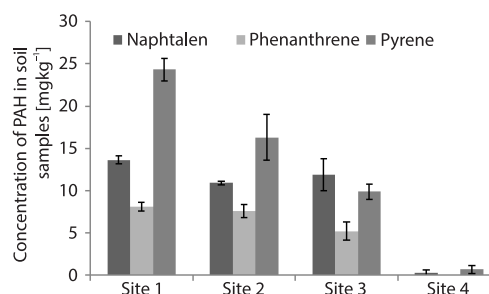 Concentration of PAH in soil
samples [mgkg⁻¹]
30
25
20
15
10
5
0
Naphtalen Phenanthrene Pyrene
Site 1 Site 2 Site 3 Site 4